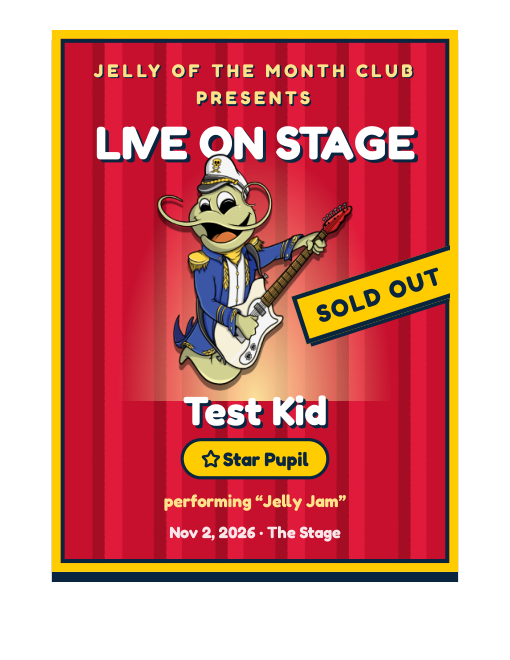 JELLY OF THE MONTH CLUB
PRESENTS
LIVE ON STAGE
SOLD OUT
Test Kid
Star Pupil
performing “Jelly Jam”
Nov 2, 2026 · The Stage